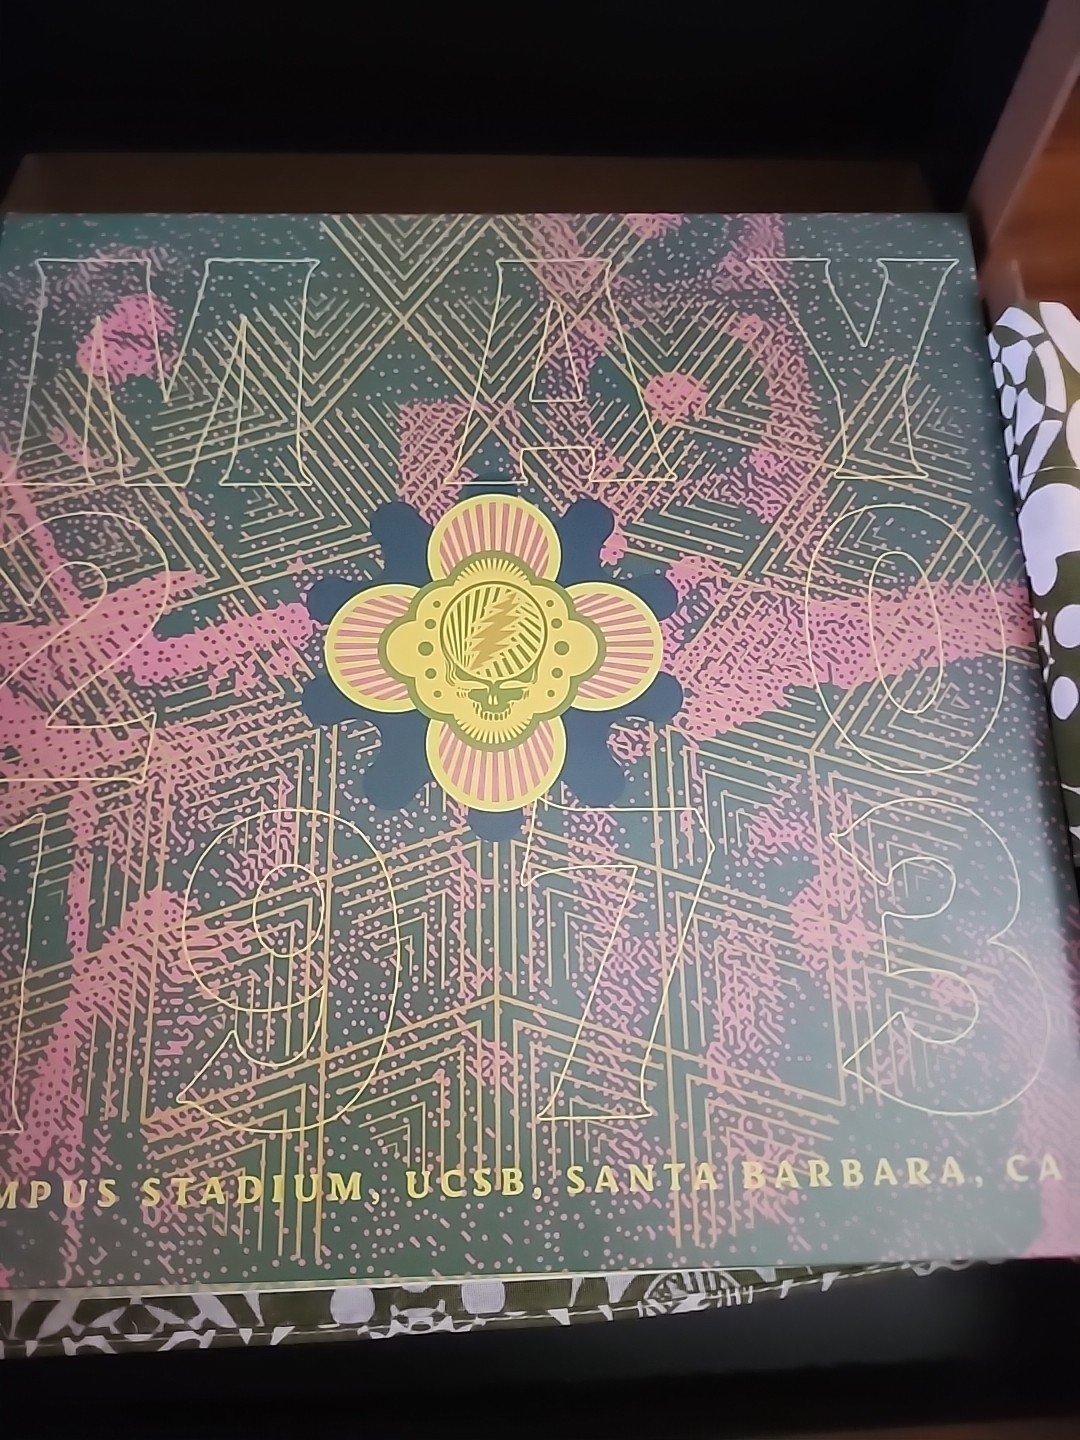 MAY
20
1973
MPUS STADIUM, UCSB, SANTA BARBARA, CA